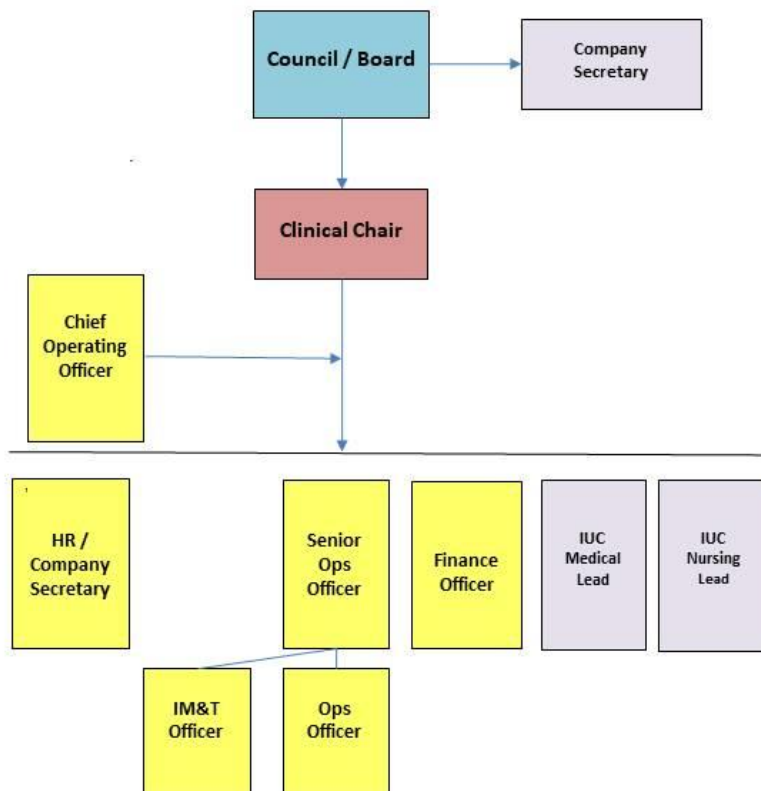 Council / Board
Company
Secretary
Clinical Chair
Chief
Operating
Officer
HR /
Company
Secretary
Senior
Ops
Officer
Finance
Officer
IUC
Medical
Lead
IUC
Nursing
Lead
IM&T
Officer
Ops
Officer